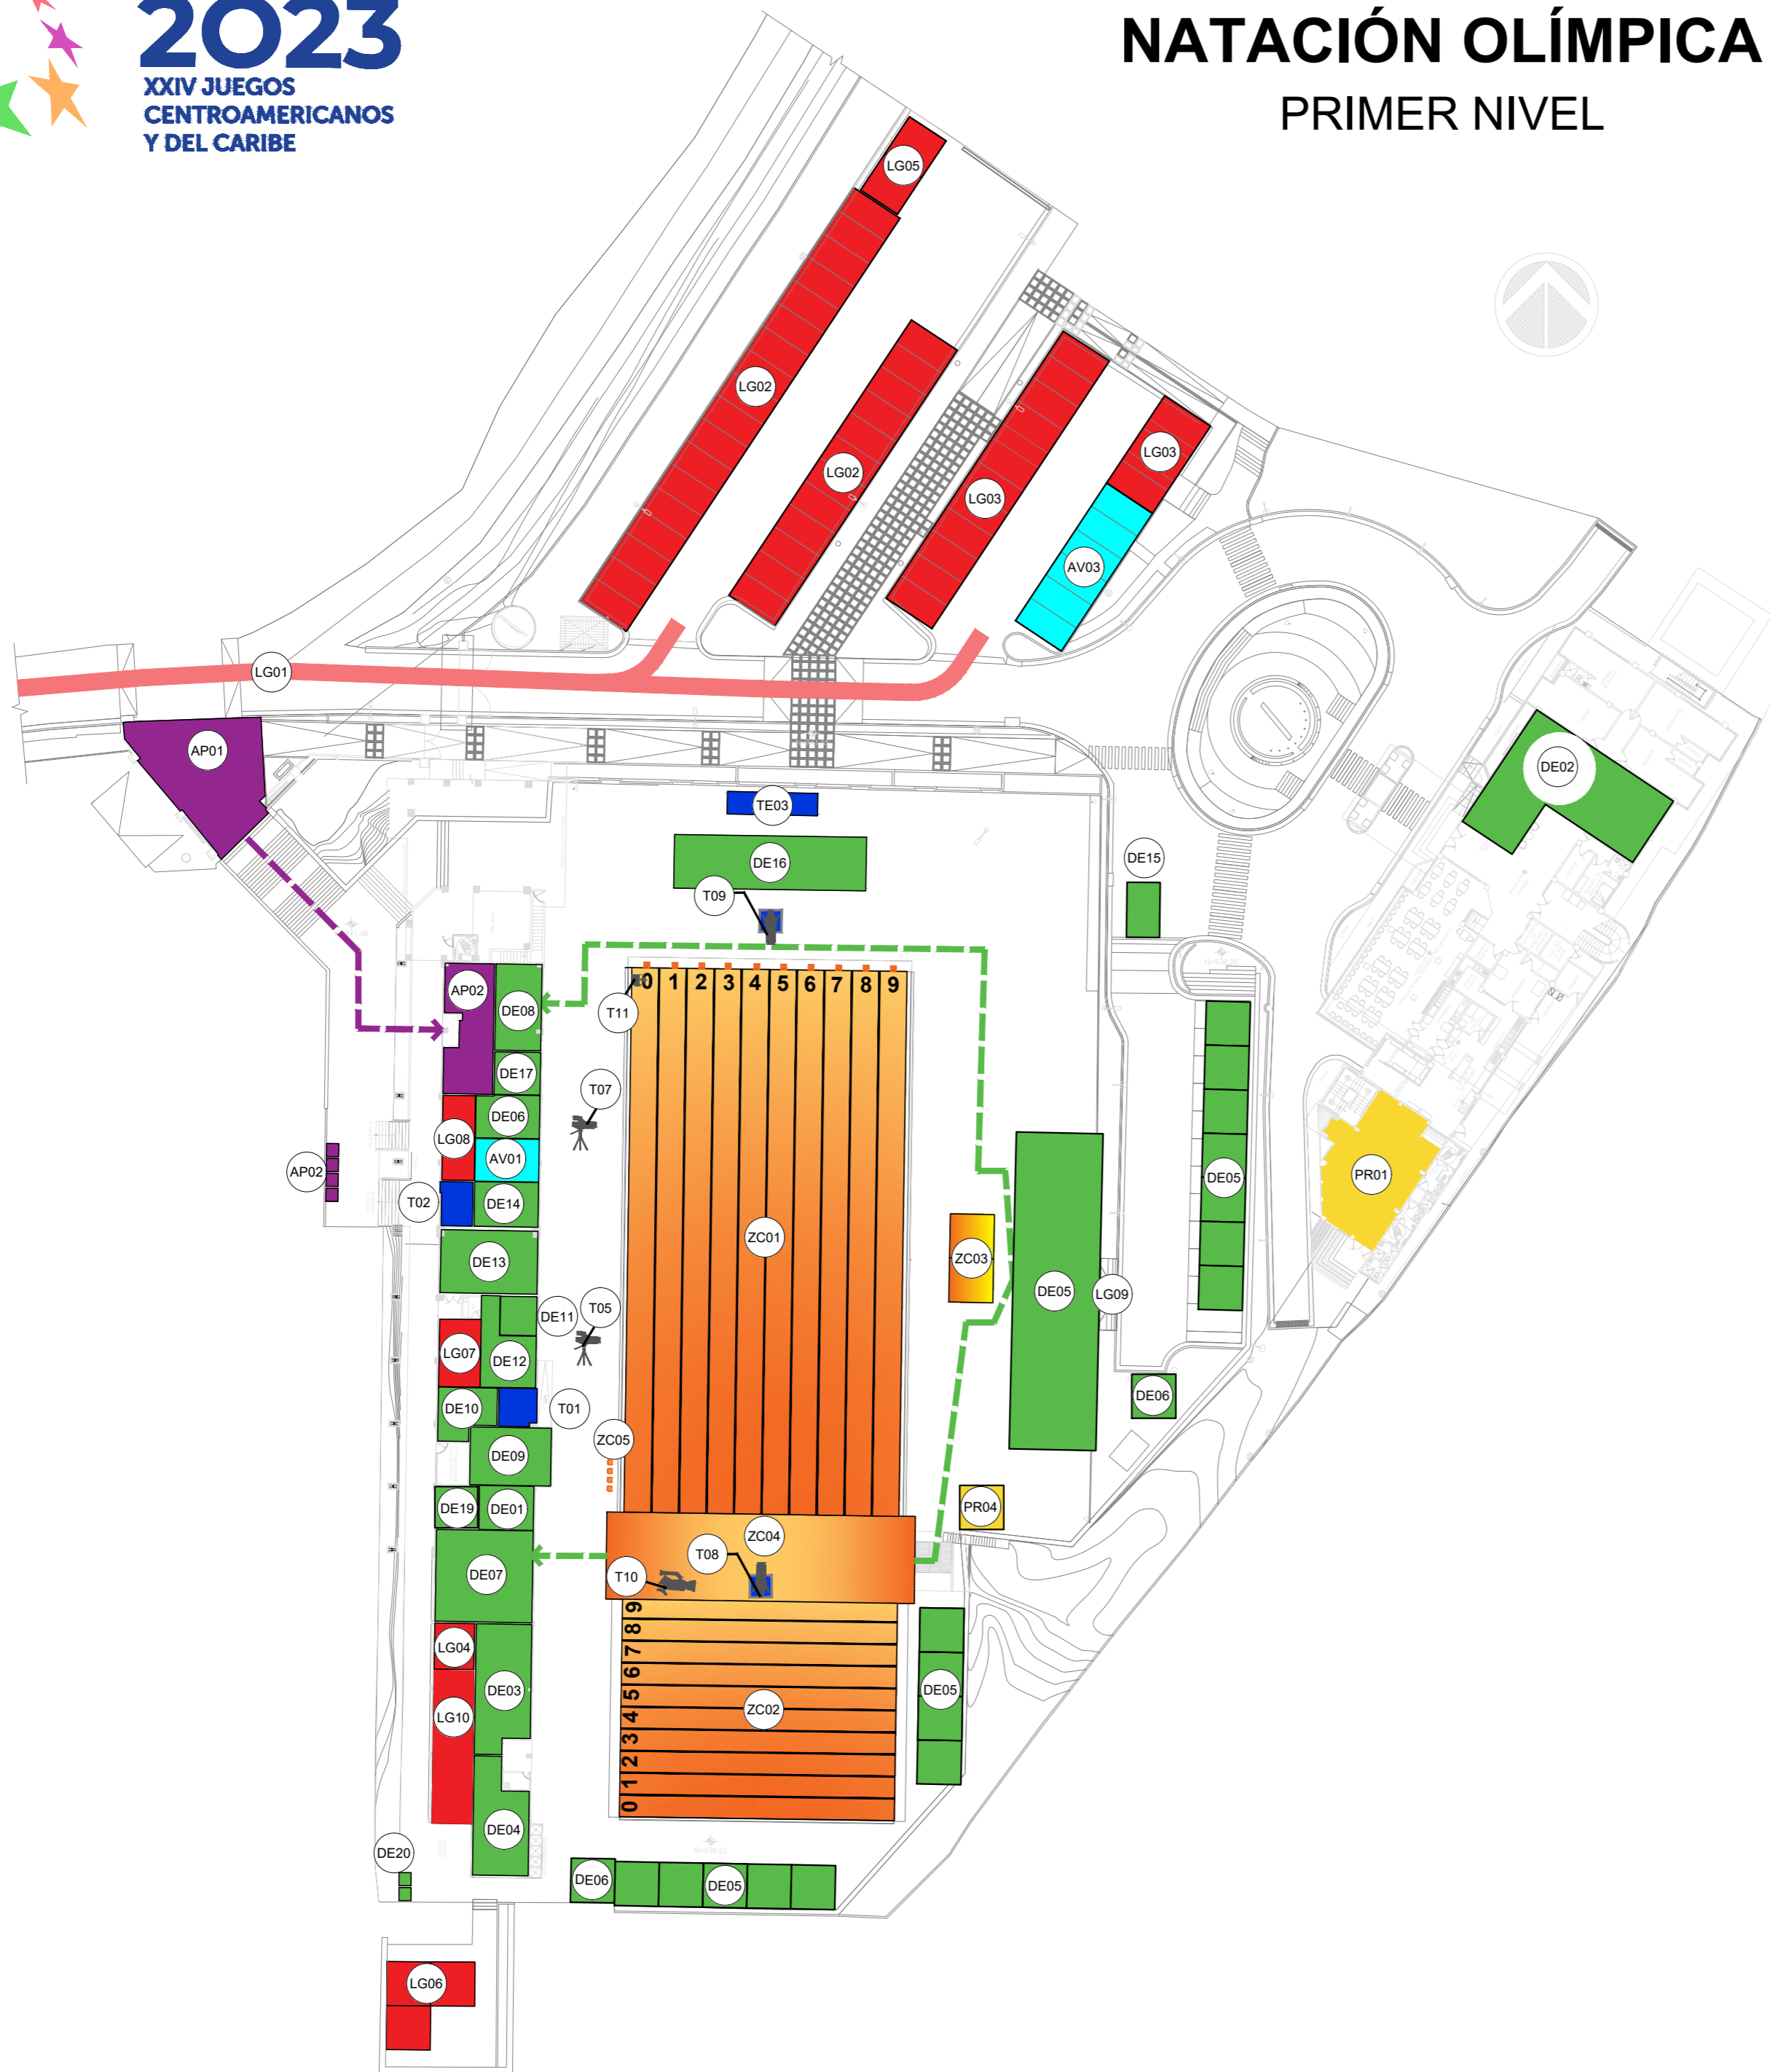 2023
XXIV JUEGOS
CENTROAMERICANOS
Y DEL CARIBE
NATACIÓN OLÍMPICA
PRIMER NIVEL
LG05
LG02
LG02
LG03
LG03
AV03
LG01
AP01
DE02
TE03
DE16
DE15
T09
AP02
DE08
0 1 2 3 4 5 6 7 8 9
T11
DE17
T07
DE06
LG08
AV01
AP02
T02
DE14
DE05
PR01
ZC01
DE13
ZC03
DE05
LG09
DE11
T05
LG07
DE12
DE06
DE10
T01
ZC05
DE09
DE19
DE01
PR04
ZC04
T08
DE07
T10
9
8
7
6
5
4
3
2
1
0
LG04
DE03
DE05
LG10
ZC02
DE04
DE20
N=939.55
DE06
DE05
LG06